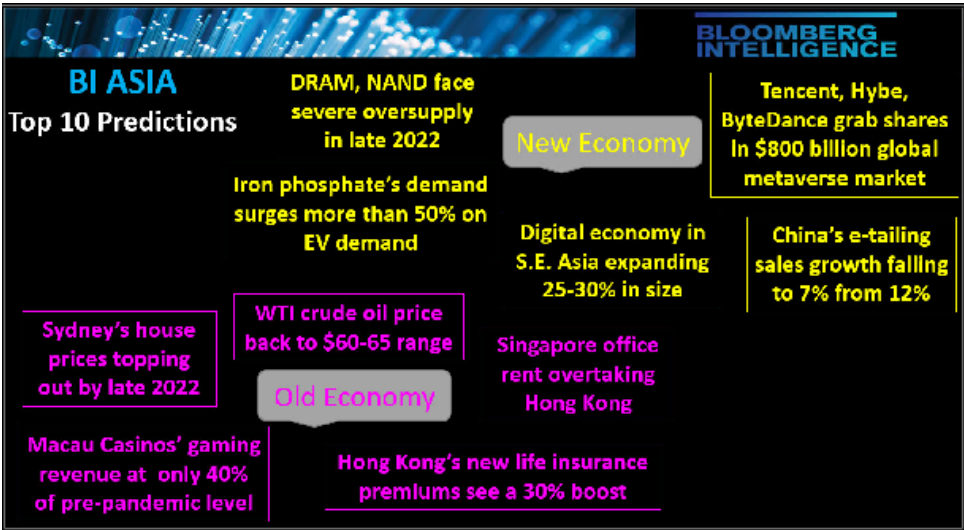 BLOOMBERG
INTELLIGENCE
BI ASIA
Top 10 Predictions
DRAM, NAND face
severe oversupply
in late 2022
New Economy
Tencent, Hybe,
ByteDance grab shares
in $800 billion global
metaverse market
Iron phosphate's demand
surges more than 50% on
EV demand
Digital economy in
S.E. Asia expanding
25-30% in size
China's e-tailing
sales growth falling
to 7% from 12%
Sydney's house
prices topping
out by late 2022
WTI crude oil price
back to $60-65 range
Singapore office
rent overtaking
Hong Kong
Old Economy
Macau Casinos' gaming
revenue at only 40%
of pre-pandemic level
Hong Kong's new life insurance
premiums see a 30% boost